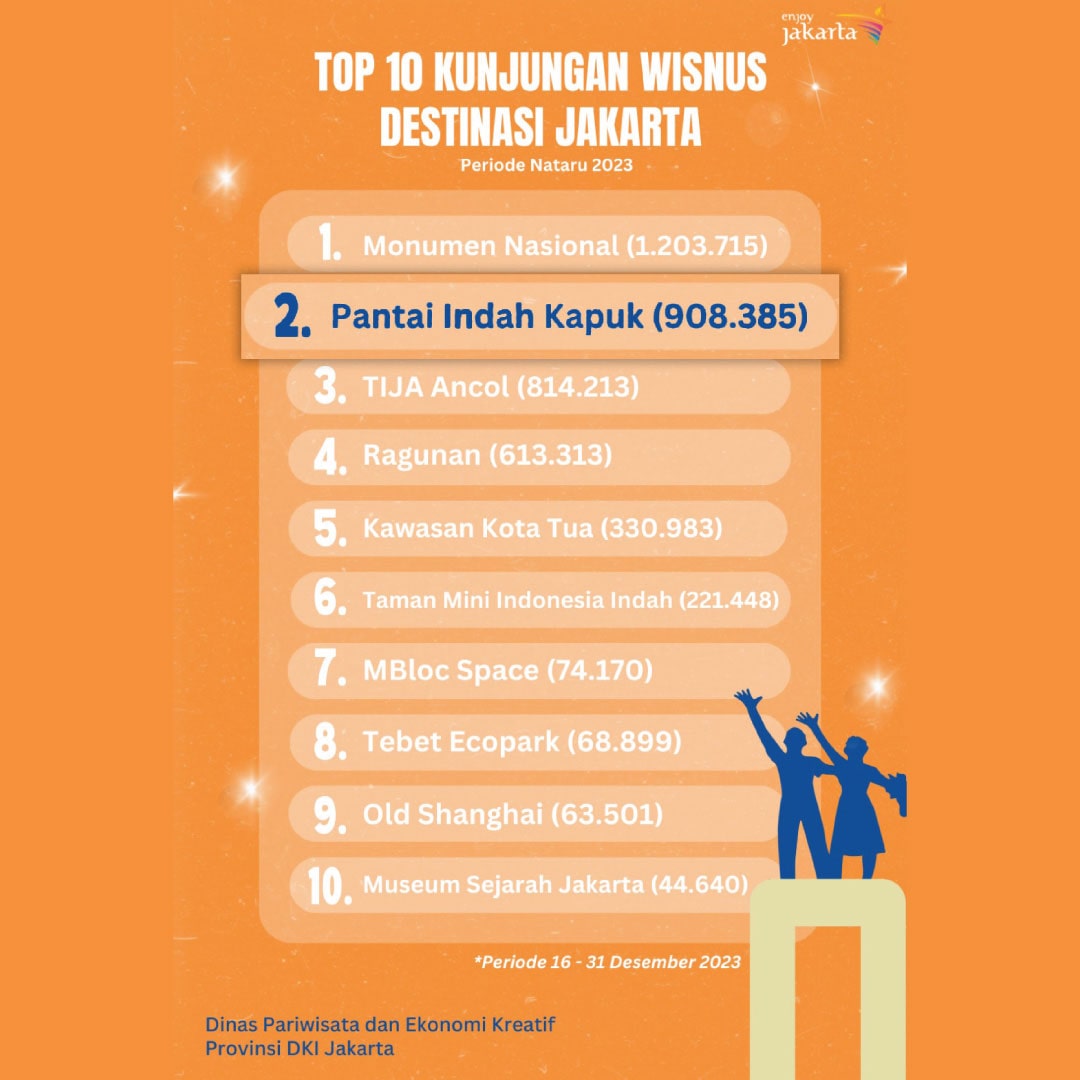 enjoy
jakarta
TOP 10 KUNJUNGAN WISNUS
DESTINASI JAKARTA
Periode Nataru 2023
1. Monumen Nasional (1.203.715)
2. Pantai Indah Kapuk (908.385)
3. TIJA Ancol (814.213)
4. Ragunan (613.313)
5. Kawasan Kota Tua (330.983)
6. Taman Mini Indonesia Indah (221.448)
7. MBloc Space (74.170)
8. Tebet Ecopark (68.899)
9. Old Shanghai (63.501)
10. Museum Sejarah Jakarta (44.640)
*Periode 16 - 31 Desember 2023
Dinas Pariwisata dan Ekonomi Kreatif
Provinsi DKI Jakarta